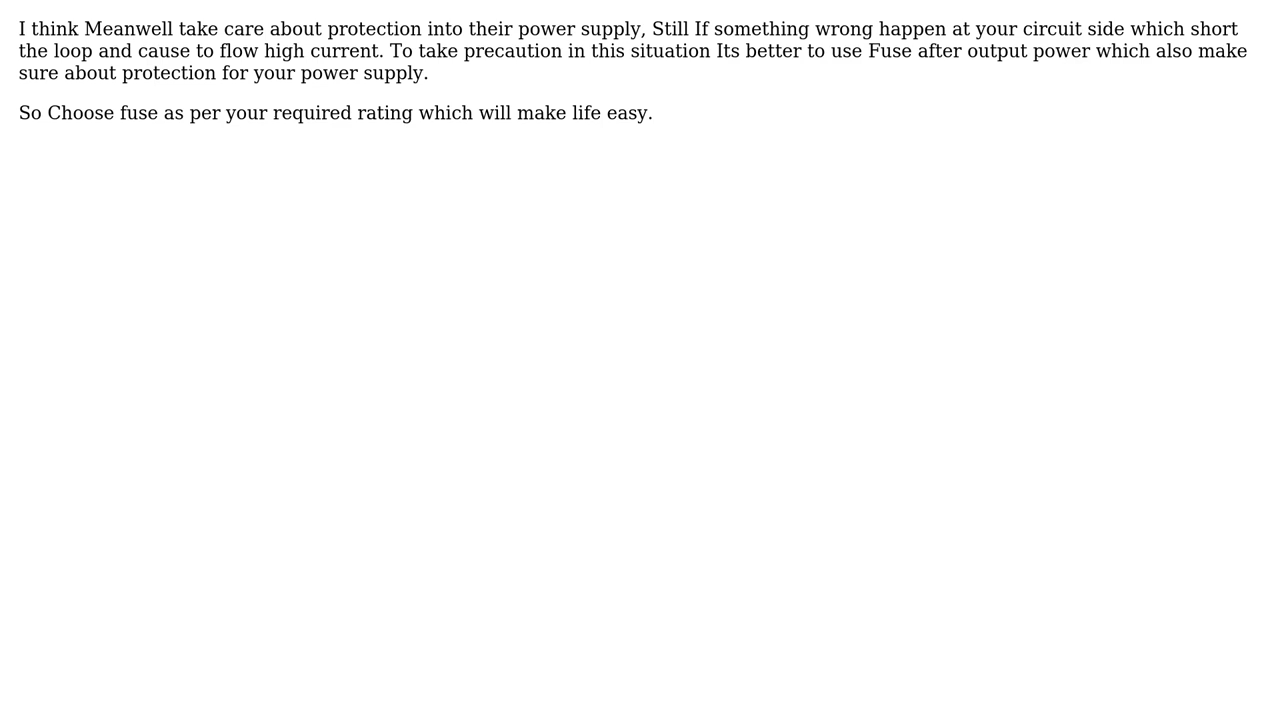 I think Meanwell take care about protection into their power supply, Still If something wrong happen at your circuit side which short
the loop and cause to flow high current. To take precaution in this situation Its better to use Fuse after output power which also make
sure about protection for your power supply.
So Choose fuse as per your required rating which will make life easy.